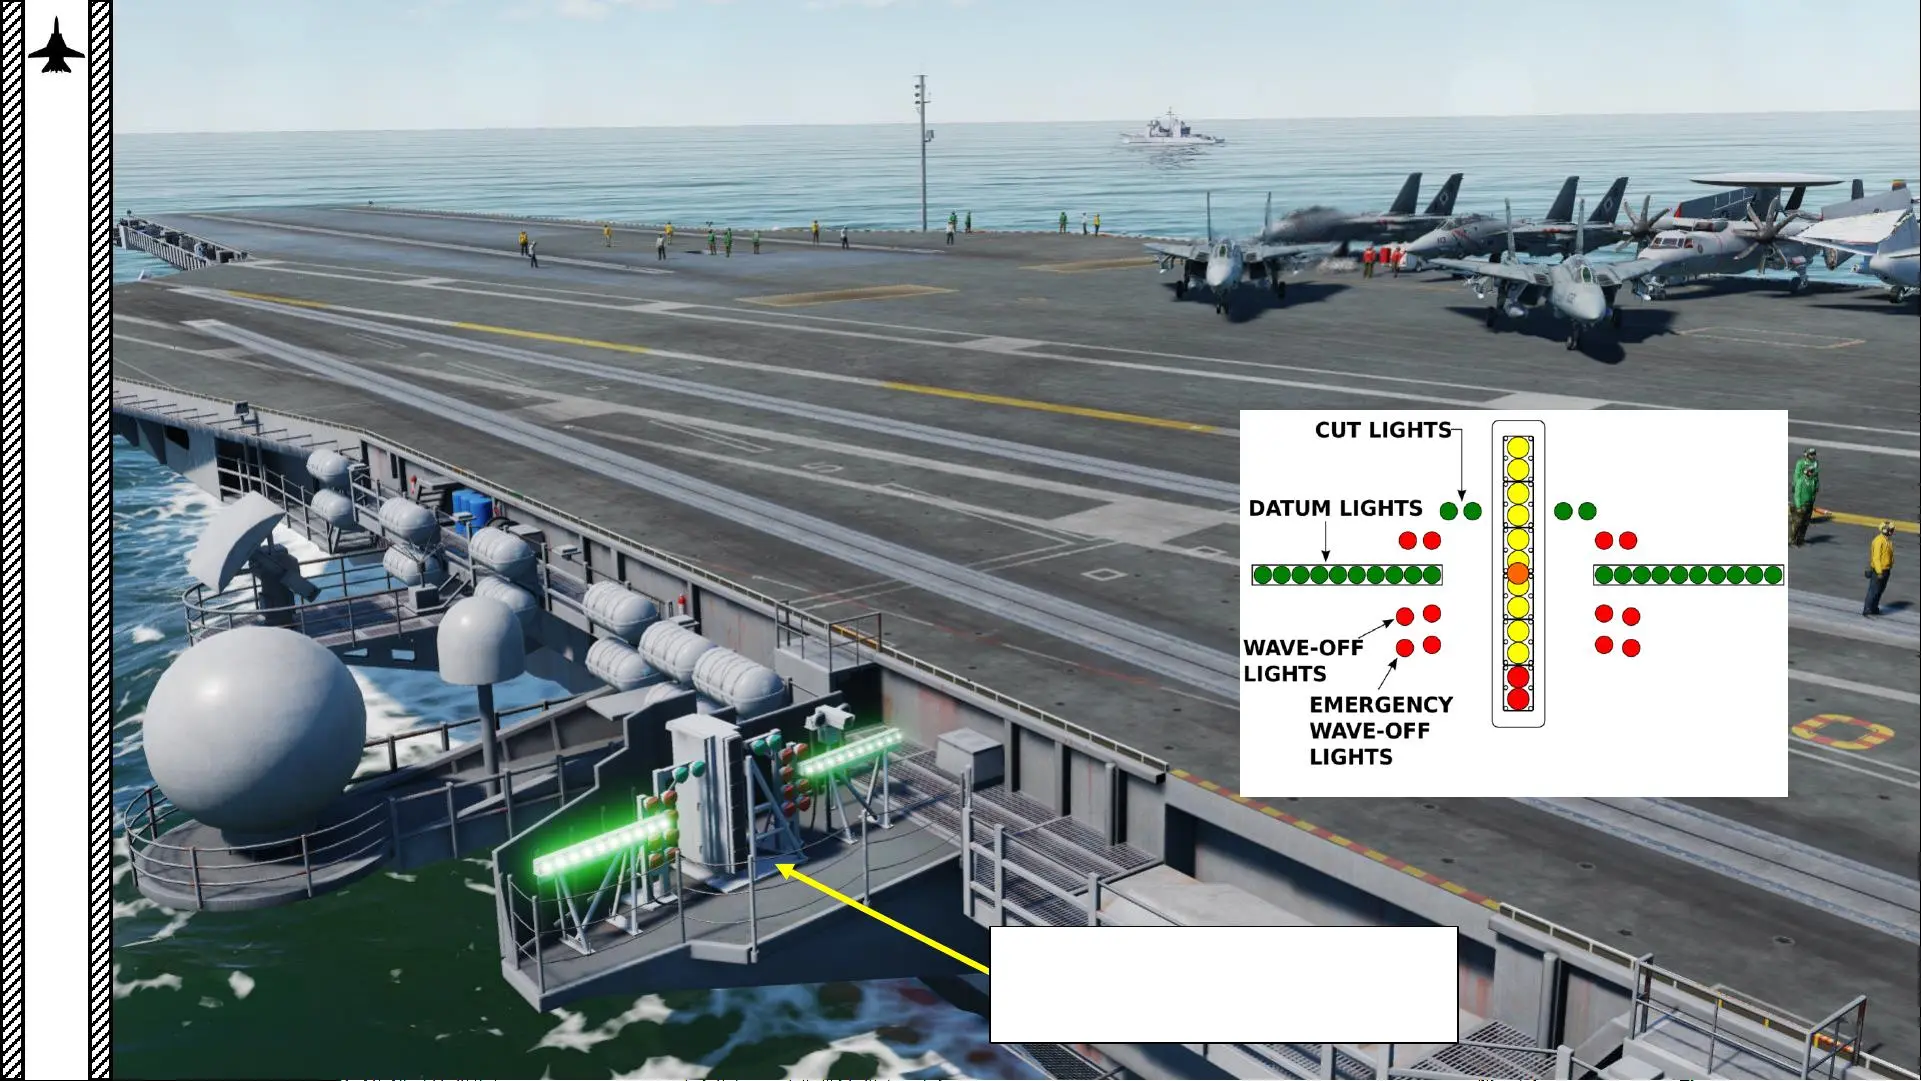 CUT LIGHTS
DATUM LIGHTS
WAVE-OFF
LIGHTS
EMERGENCY
WAVE-OFF
LIGHTS